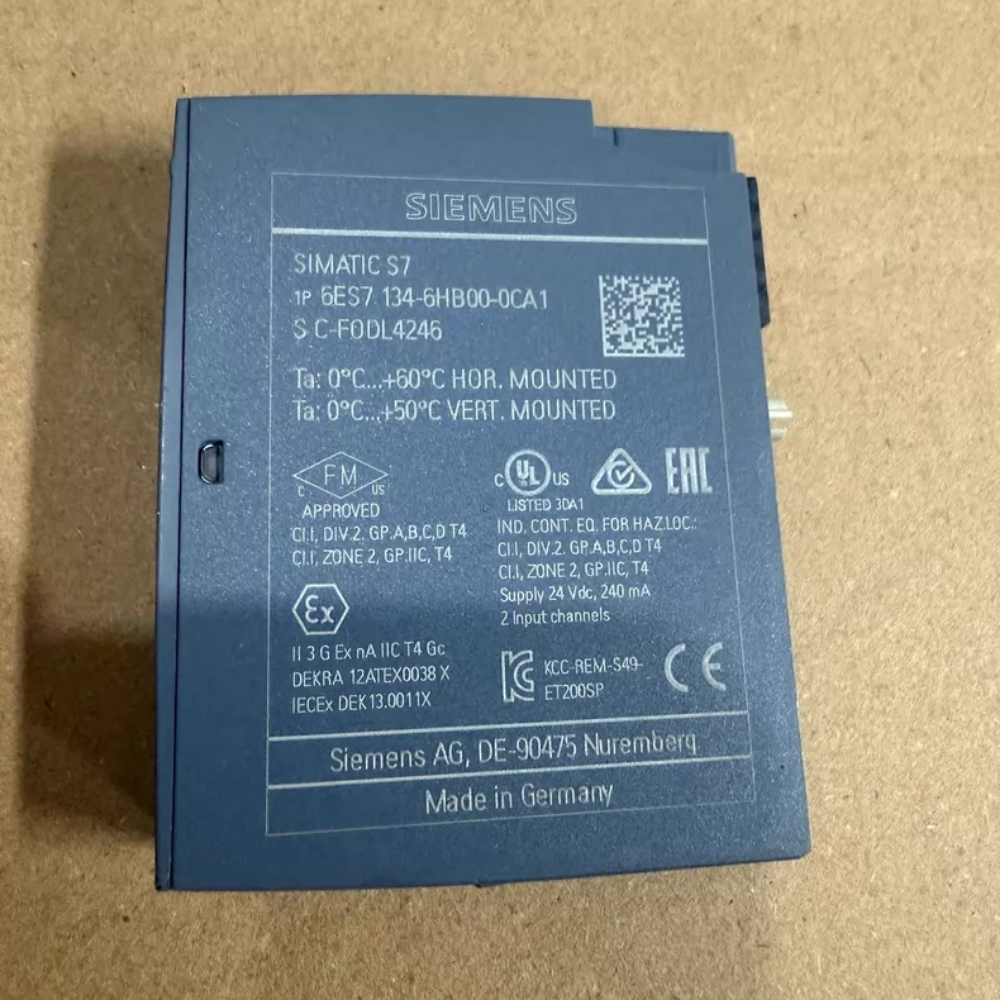 SIEMENS
SIMATIC S7
1P 6ES7 134-6HB00-0CA1
S C-F0DL4246
Ta: 0°C...+60°C HOR. MOUNTED
Ta: 0°C...+50°C VERT. MOUNTED
FM
C US
APPROVED
CI.I, DIV.2, GP.A,B,C,D T4
CI.I, ZONE 2, GP.IIC, T4
C UL US
LISTED 3DA1
EAC
IND. CONT. EQ. FOR HAZ.LOC.:
CI.I, DIV.2, GP.A,B,C,D T4
CI.I, ZONE 2, GP.IIC, T4
Supply 24 Vdc, 240 mA
2 Input channels
Ex
II 3 G Ex nA IIC T4 Gc
DEKRA 12ATEX0038 X
IECEx DEK13.0011X
KCC-REM-S49-
ET200SP
CE
Siemens AG, DE-90475 Nuremberg
Made in Germany